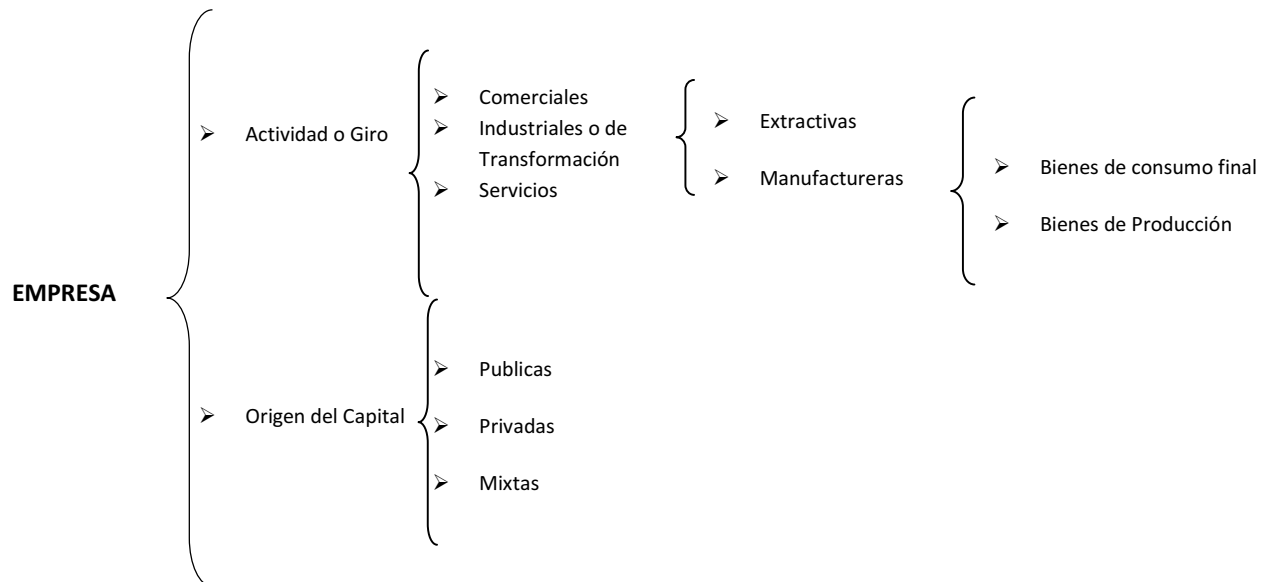 EMPRESA
➢ Actividad o Giro
➢ Comerciales
➢ Industriales o de
Transformación
➢ Servicios
➢ Extractivas
➢ Manufactureras
➢ Bienes de consumo final
➢ Bienes de Producción
➢ Origen del Capital
➢ Publicas
➢ Privadas
➢ Mixtas